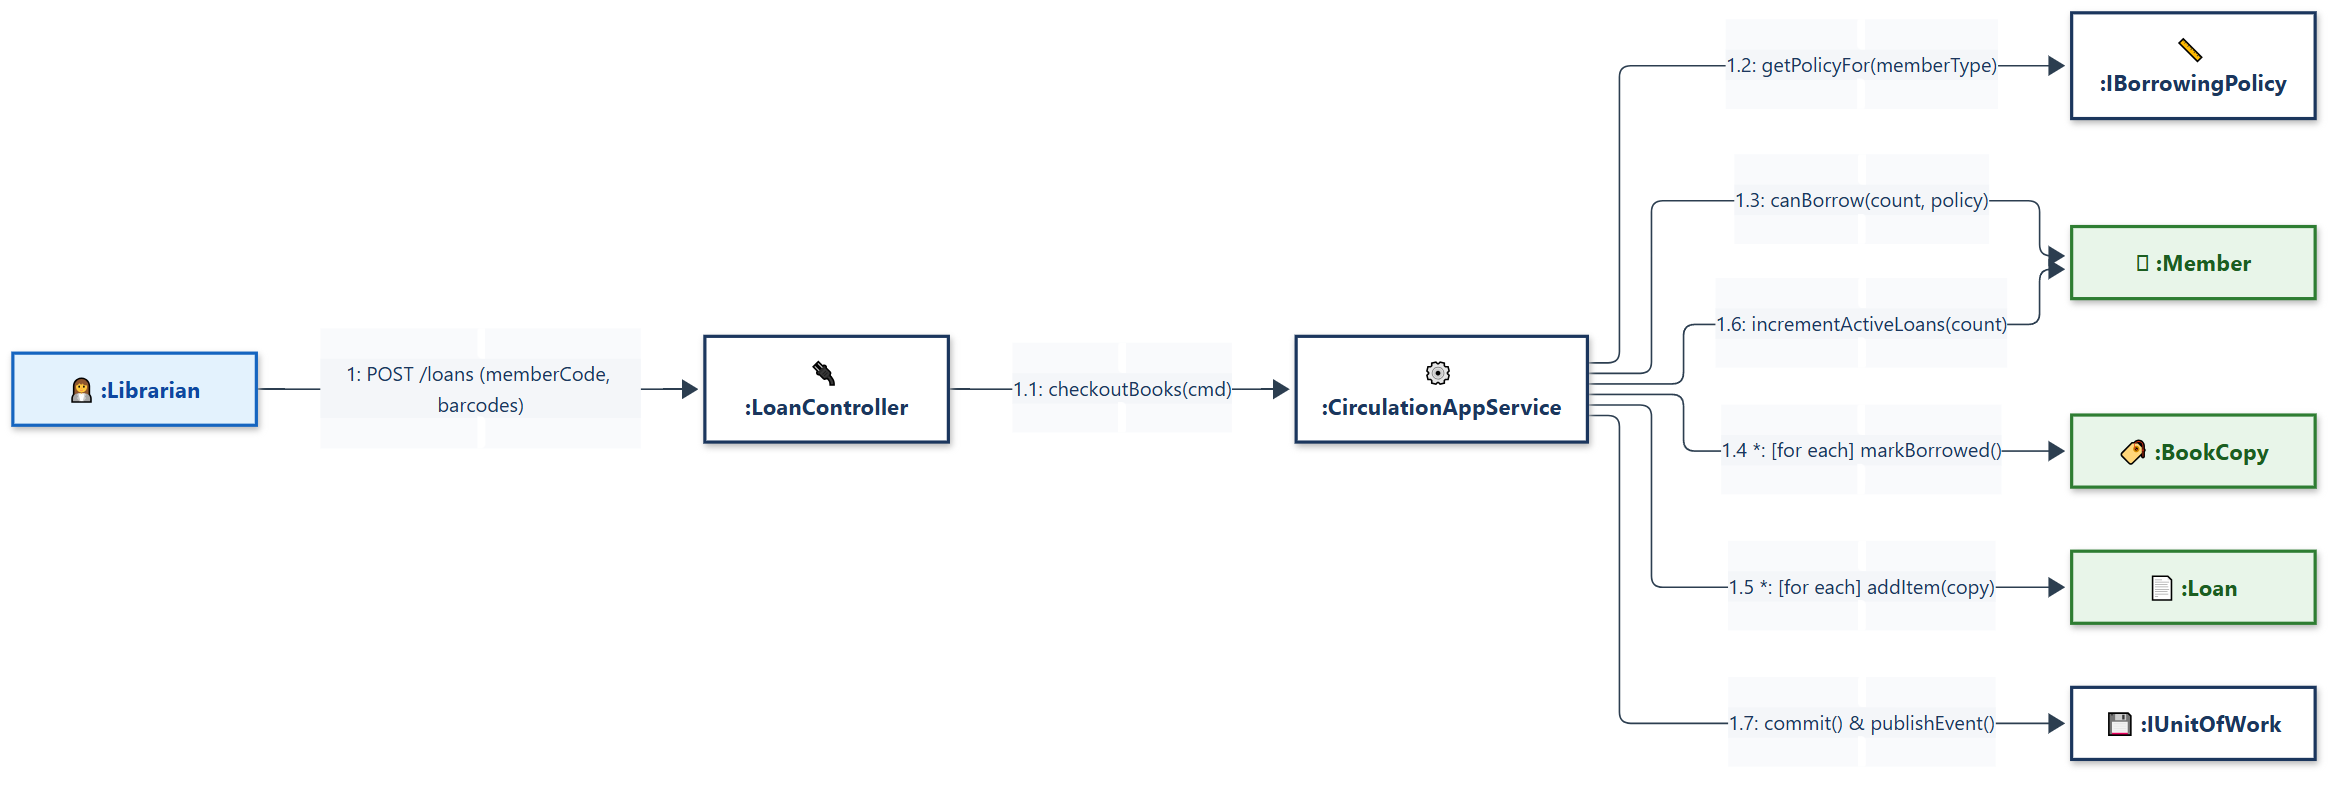 1.2: getPolicyFor(memberType)
:IBorrowingPolicy
1.3: canBorrow(count, policy)
:Member
1.6: incrementActiveLoans(count)
:Librarian
1: POST /loans (memberCode,
barcodes)
:LoanController
1.1: checkoutBooks(cmd)
:CirculationAppService
1.4 *: [for each] markBorrowed()
:BookCopy
1.5 *: [for each] addItem(copy)
:Loan
1.7: commit() & publishEvent()
:IUnitOfWork